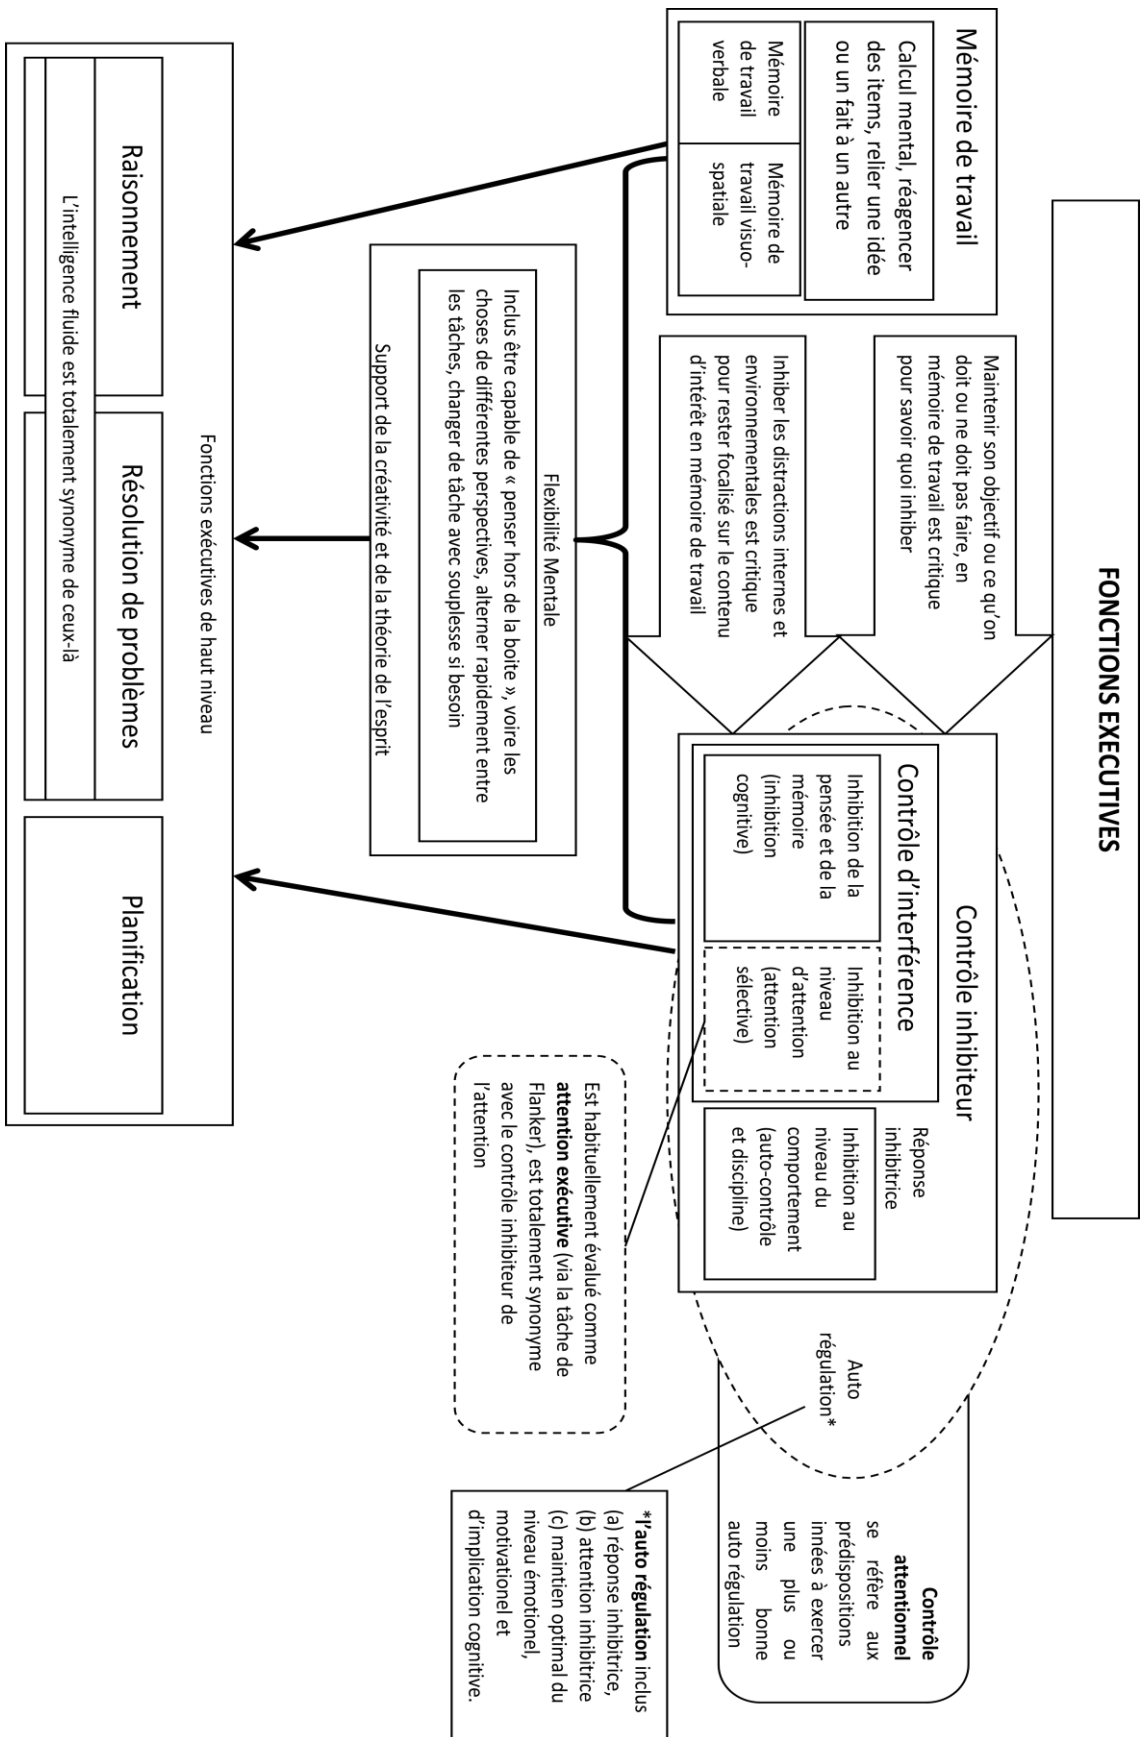 FONCTIONS EXECUTIVES
Mémoire de travail
Calcul mental, réagencer
des items, relier une idée
ou un fait à un autre
Mémoire
de travail
verbale
Mémoire de
travail visuo-
spatiale
Maintenir son objectif ou ce qu'on
doit ou ne doit pas faire, en
mémoire de travail est critique
pour savoir quoi inhiber
Inhiber les distractions internes et
environnementales est critique
pour rester focalisé sur le contenu
d'intérêt en mémoire de travail
Contrôle inhibiteur
Contrôle d'interférence
Inhibition de la
pensée et de la
mémoire
(inhibition
cognitive)
Inhibition au
niveau
d'attention
(attention
sélective)
Réponse
inhibitrice
Inhibition au
niveau du
comportement
(auto-contrôle
et discipline)
Auto
régulation*
Contrôle
attentionnel
se réfère aux
prédispositions
innées à exercer
une plus ou
moins bonne
auto régulation
Flexibilité Mentale
Inclus être capable de « penser hors de la boite », voire les
choses de différentes perspectives, alterner rapidement entre
les tâches, changer de tâche avec souplesse si besoin
Support de la créativité et de la théorie de l'esprit
Est habituellement évalué comme
attention exécutive (via la tâche de
Flanker), est totalement synonyme
avec le contrôle inhibiteur de
l'attention
*l'auto régulation inclus
(a) réponse inhibitrice,
(b) attention inhibitrice
(c) maintien optimal du
niveau émotionel,
motivationel et
d'implication cognitive.
Fonctions exécutives de haut niveau
Raisonnement
Résolution de problèmes
Planification
L'intelligence fluide est totalement synonyme de ceux-là